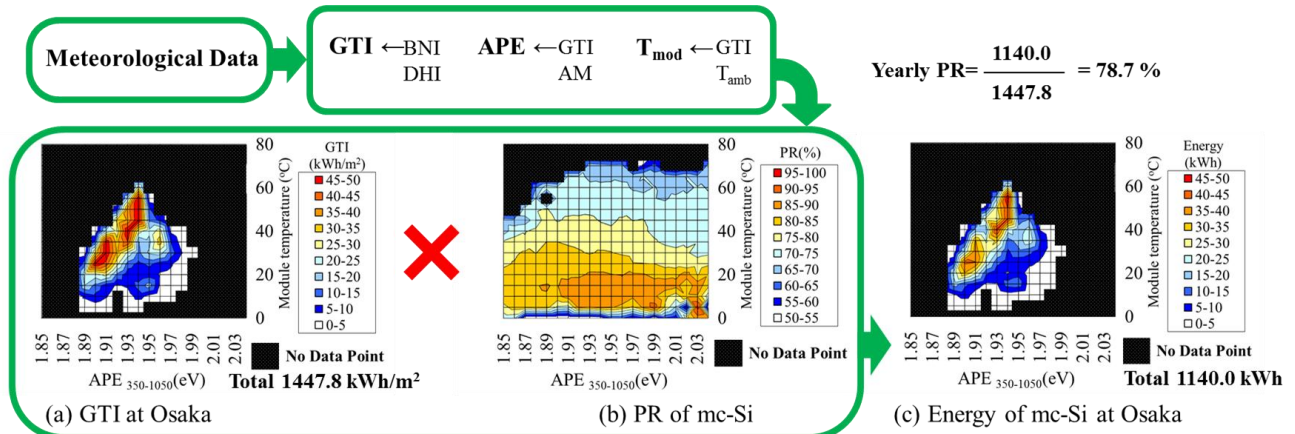 Meteorological Data
GTI ←BNI
DHI
APE ←GTI
AM
Tmod ←GTI
Tamb
Yearly PR= 1140.0 / 1447.8 = 78.7 %
GTI
(kWh/m²)
45-50
40-45
35-40
30-35
25-30
20-25
15-20
10-15
5-10
0-5
80
60
40
20
0
Module temperature (°C)
1.85
1.87
1.89
1.91
1.93
1.95
1.97
1.99
2.01
2.03
APE 350-1050(eV)
No Data Point
Total 1447.8 kWh/m²
(a) GTI at Osaka
PR(%)
95-100
90-95
85-90
80-85
75-80
70-75
65-70
60-65
55-60
50-55
80
60
40
20
0
Module temperature (°C)
1.85
1.87
1.89
1.91
1.93
1.95
1.97
1.99
2.01
2.03
APE 350-1050(eV)
No Data Point
(b) PR of mc-Si
Energy
(kWh)
45-50
40-45
35-40
30-35
25-30
20-25
15-20
10-15
5-10
0-5
80
60
40
20
0
Module temperature (°C)
1.85
1.87
1.89
1.91
1.93
1.95
1.97
1.99
2.01
2.03
APE 350-1050(eV)
No Data Point
Total 1140.0 kWh
(c) Energy of mc-Si at Osaka